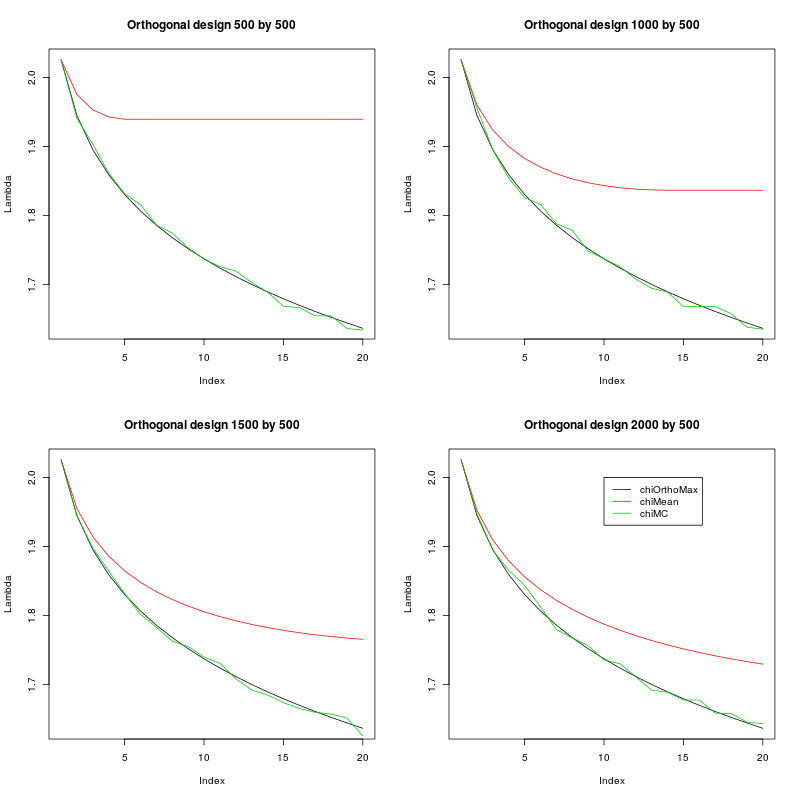 Orthogonal design 500 by 500
Lambda
2.0
1.9
1.8
1.7
5 10 15 20
Index
Orthogonal design 1000 by 500
Lambda
2.0
1.9
1.8
1.7
5 10 15 20
Index
Orthogonal design 1500 by 500
Lambda
2.0
1.9
1.8
1.7
5 10 15 20
Index
Orthogonal design 2000 by 500
Lambda
2.0
1.9
1.8
1.7
chiOrthoMax
chiMean
chiMC
5 10 15 20
Index